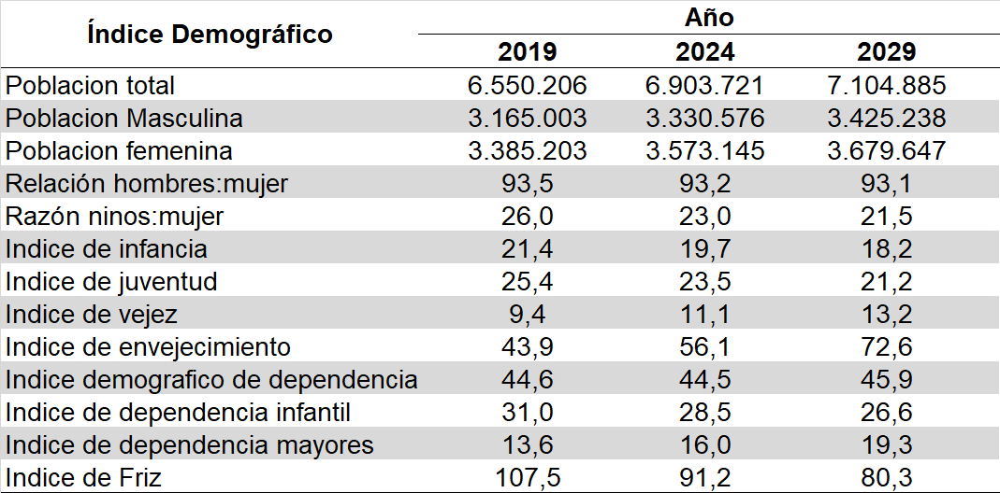 Índice Demográfico Año
2019 2024 2029
Poblacion total 6.550.206 6.903.721 7.104.885
Poblacion Masculina 3.165.003 3.330.576 3.425.238
Poblacion femenina 3.385.203 3.573.145 3.679.647
Relación hombres:mujer 93,5 93,2 93,1
Razón ninos:mujer 26,0 23,0 21,5
Indice de infancia 21,4 19,7 18,2
Indice de juventud 25,4 23,5 21,2
Indice de vejez 9,4 11,1 13,2
Indice de envejecimiento 43,9 56,1 72,6
Indice demografico de dependencia 44,6 44,5 45,9
Indice de dependencia infantil 31,0 28,5 26,6
Indice de dependencia mayores 13,6 16,0 19,3
Indice de Friz 107,5 91,2 80,3